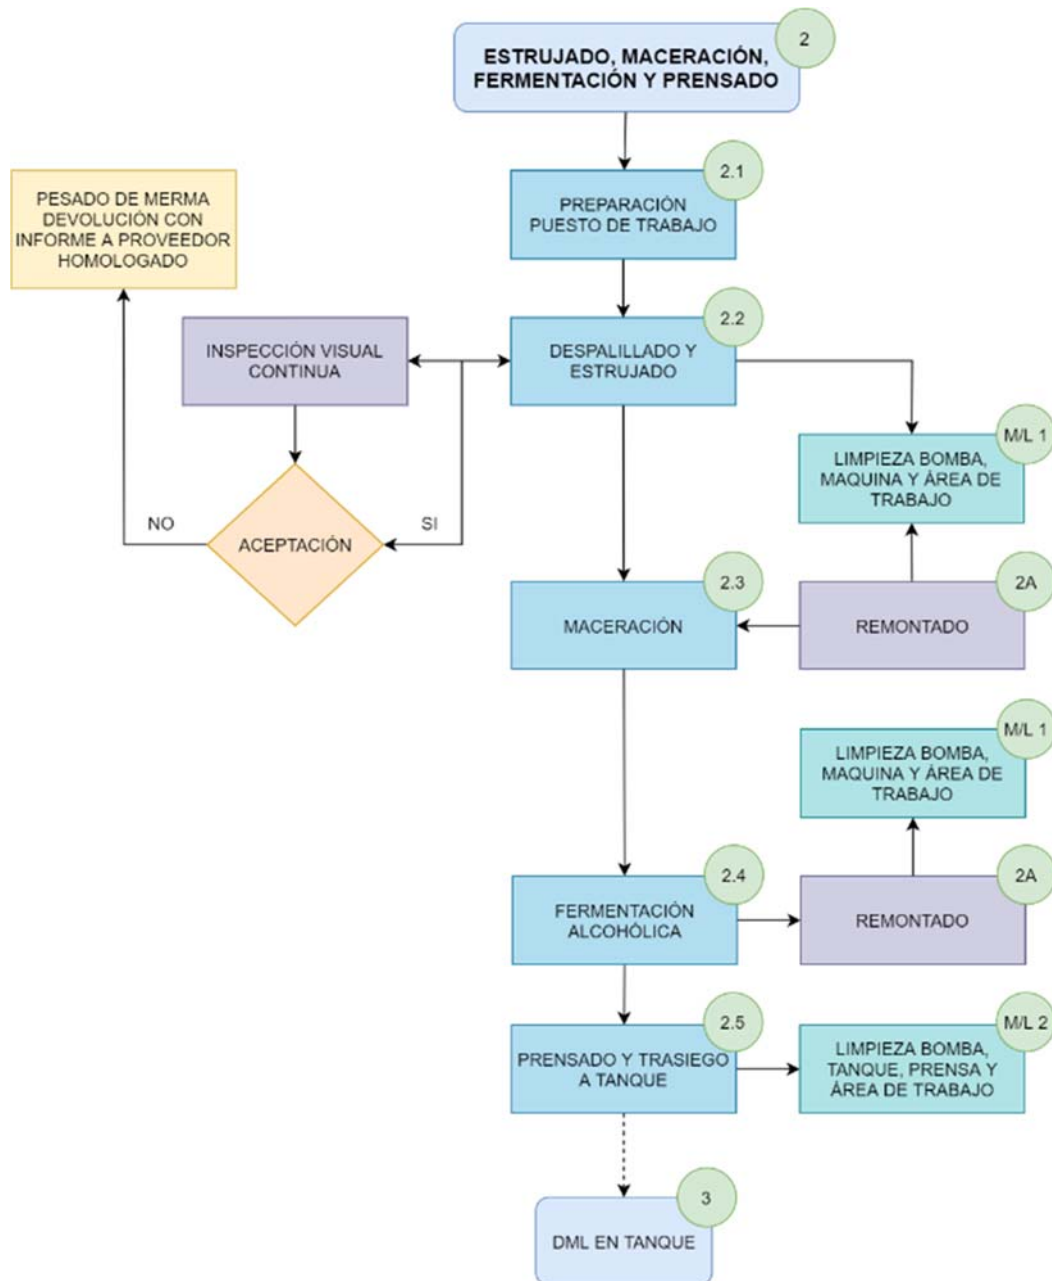 2
ESTRUJADO, MACERACIÓN,
FERMENTACIÓN Y PRENSADO
2.1
PREPARACIÓN
PUESTO DE TRABAJO
PESADO DE MERMA
DEVOLUCIÓN CON
INFORME A PROVEEDOR
HOMOLOGADO
2.2
DESPALILLADO Y
ESTRUJADO
INSPECCIÓN VISUAL
CONTINUA
M/L 1
LIMPIEZA BOMBA,
MAQUINA Y ÁREA DE
TRABAJO
NO
SI
ACEPTACIÓN
2.3
MACERACIÓN
2A
REMONTADO
M/L 1
LIMPIEZA BOMBA,
MAQUINA Y ÁREA DE
TRABAJO
2.4
FERMENTACIÓN
ALCOHÓLICA
2A
REMONTADO
2.5
PRENSADO Y TRASIEGO
A TANQUE
M/L 2
LIMPIEZA BOMBA,
TANQUE, PRENSA Y
ÁREA DE TRABAJO
3
DML EN TANQUE